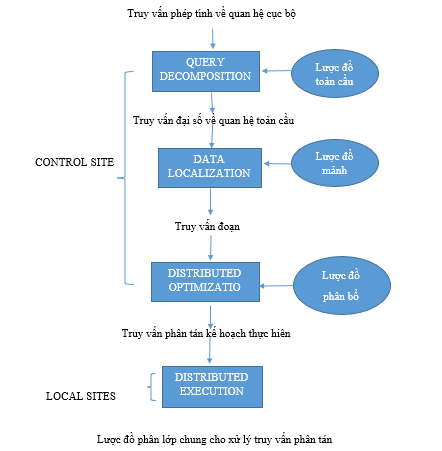 Truy vấn phép tính về quan hệ cục bộ
QUERY
DECOMPOSITION
Lược đồ
toàn cầu
Truy vấn đại số về quan hệ toàn cầu
CONTROL SITE
DATA
LOCALIZATION
Lược đồ
mảnh
Truy vấn đoạn
DISTRIBUTED
OPTIMIZATIO
Lược đồ
phân bổ
Truy vấn phân tán kế hoạch thực hiên
DISTRIBUTED
EXECUTION
LOCAL SITES
Lược đồ phân lớp chung cho xử lý truy vấn phân tán